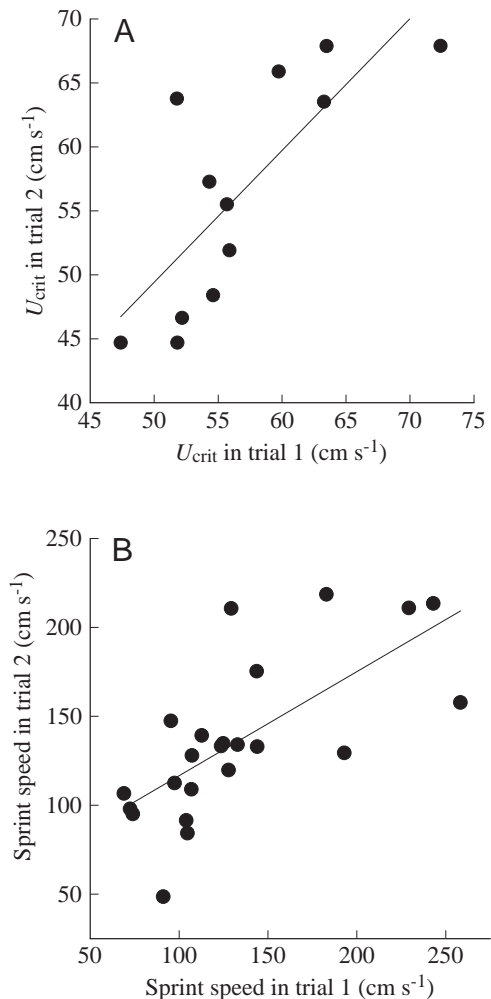 A
70
65
60
55
50
45
40
Ucrit in trial 2 (cm s-1)
45 50 55 60 65 70 75
Ucrit in trial 1 (cm s-1)
B
250
200
150
100
50
Sprint speed in trial 2 (cm s-1)
50 100 150 200 250
Sprint speed in trial 1 (cm s-1)